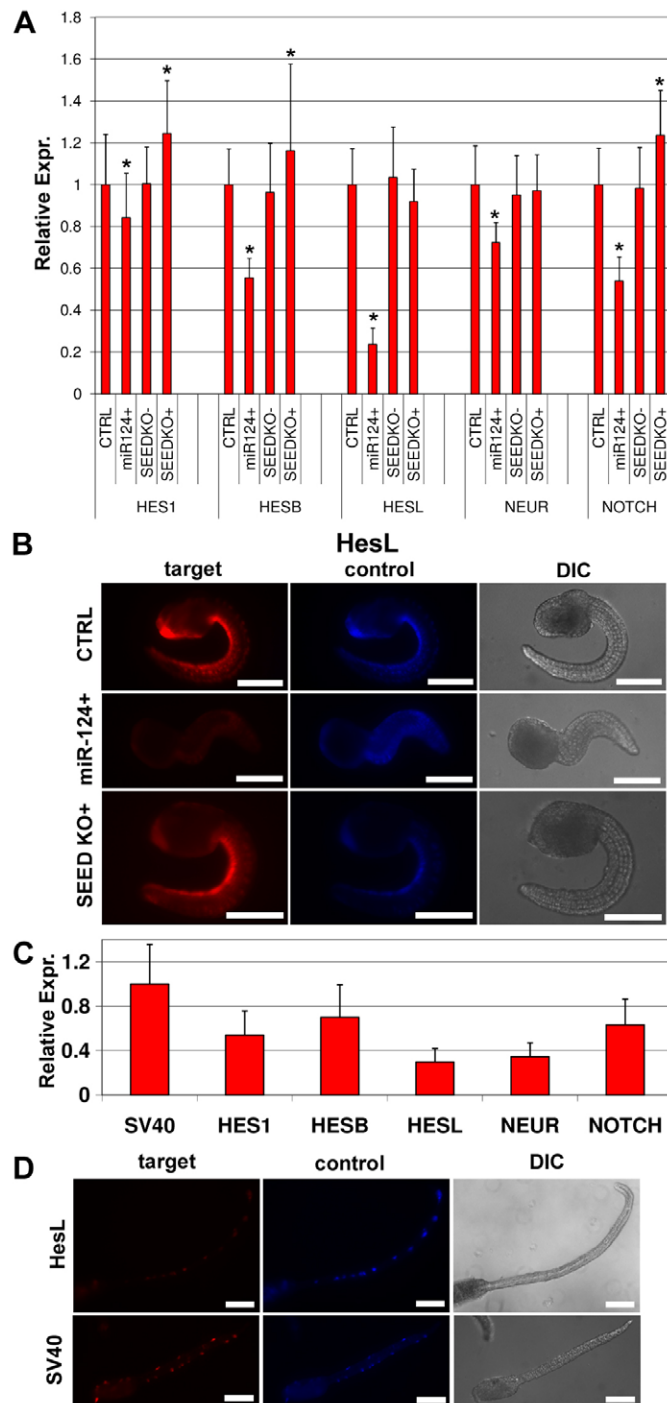 A
1.8
1.6
1.4
1.2
1
0.8
0.6
0.4
0.2
0
Relative Expr.
* * * * * * * *
CTRL miR124+ SEEDKO- SEEDKO+ CTRL miR124+ SEEDKO- SEEDKO+ CTRL miR124+ SEEDKO- SEEDKO+ CTRL miR124+ SEEDKO- SEEDKO+ CTRL miR124+ SEEDKO- SEEDKO+
HES1 HESB HESL NEUR NOTCH
B HesL
target control DIC
CTRL
miR-124+
SEED KO+
C
1.2
0.8
0.4
0
Relative Expr.
SV40 HES1 HESB HESL NEUR NOTCH
D target control DIC
HesL
SV40